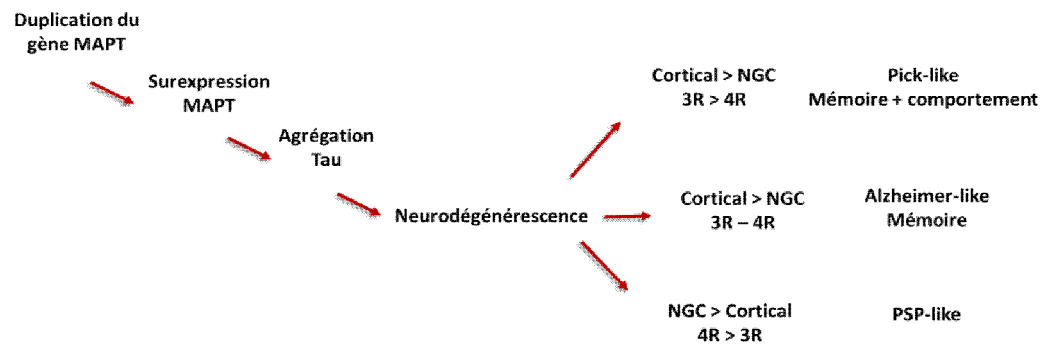 Duplication du
gène MAPT
Surexpression
MAPT
Agrégation
Tau
Neurodégénérescence
Cortical > NGC
3R > 4R
Pick-like
Mémoire + comportement
Cortical > NGC
3R – 4R
Alzheimer-like
Mémoire
NGC > Cortical
4R > 3R
PSP-like